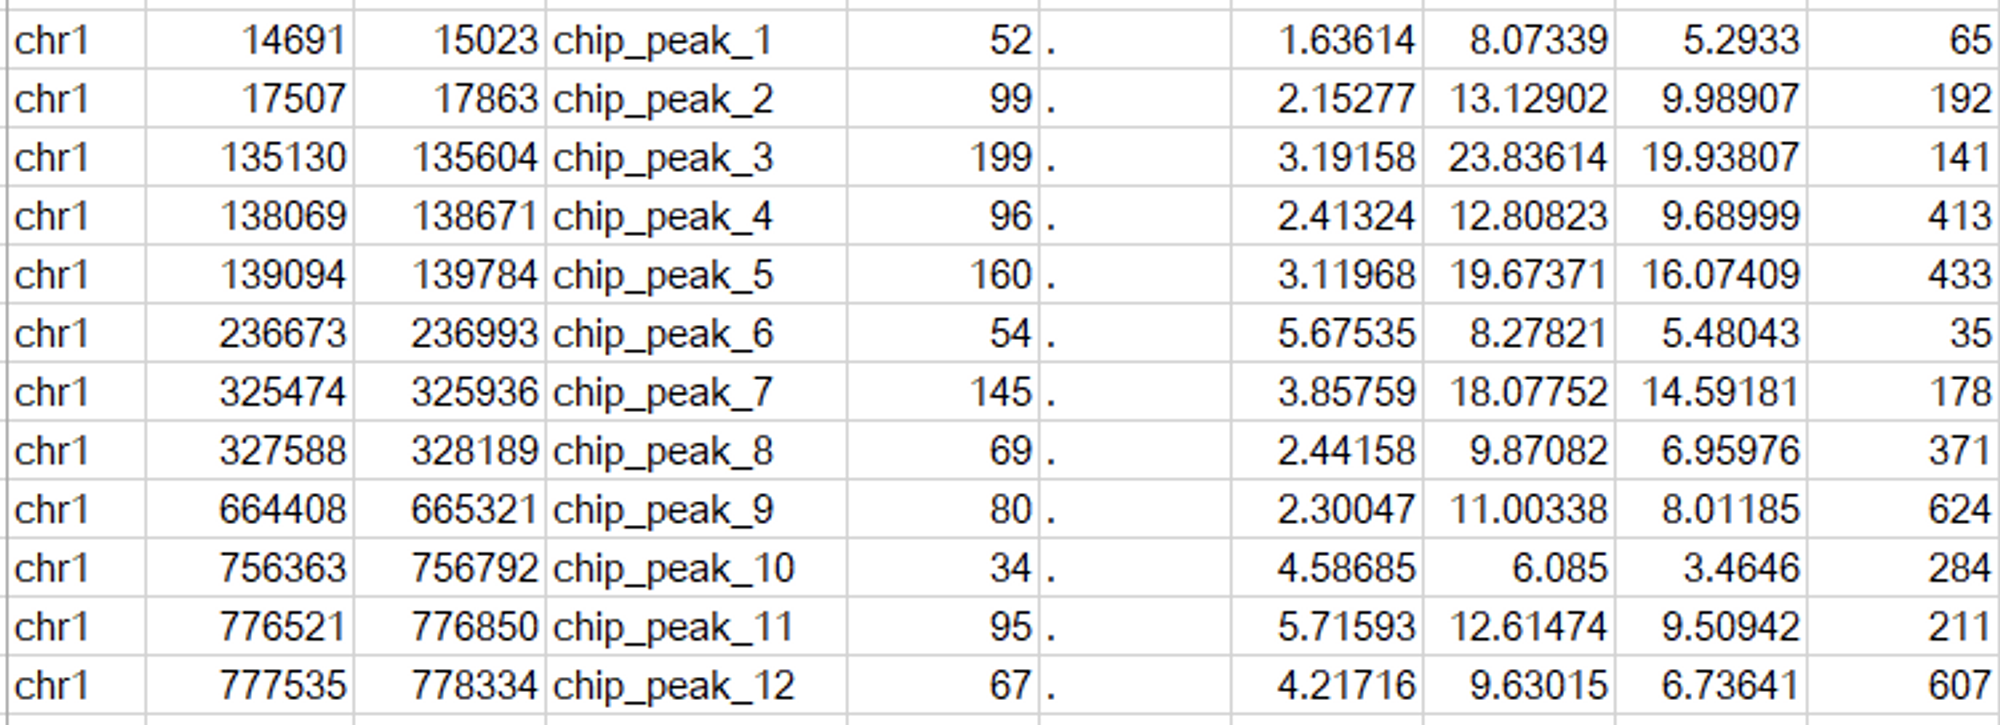 chr1 14691 15023 chip_peak_1 52 . 1.63614 8.07339 5.2933 65
chr1 17507 17863 chip_peak_2 99 . 2.15277 13.12902 9.98907 192
chr1 135130 135604 chip_peak_3 199 . 3.19158 23.83614 19.93807 141
chr1 138069 138671 chip_peak_4 96 . 2.41324 12.80823 9.68999 413
chr1 139094 139784 chip_peak_5 160 . 3.11968 19.67371 16.07409 433
chr1 236673 236993 chip_peak_6 54 . 5.67535 8.27821 5.48043 35
chr1 325474 325936 chip_peak_7 145 . 3.85759 18.07752 14.59181 178
chr1 327588 328189 chip_peak_8 69 . 2.44158 9.87082 6.95976 371
chr1 664408 665321 chip_peak_9 80 . 2.30047 11.00338 8.01185 624
chr1 756363 756792 chip_peak_10 34 . 4.58685 6.085 3.4646 284
chr1 776521 776850 chip_peak_11 95 . 5.71593 12.61474 9.50942 211
chr1 777535 778334 chip_peak_12 67 . 4.21716 9.63015 6.73641 607